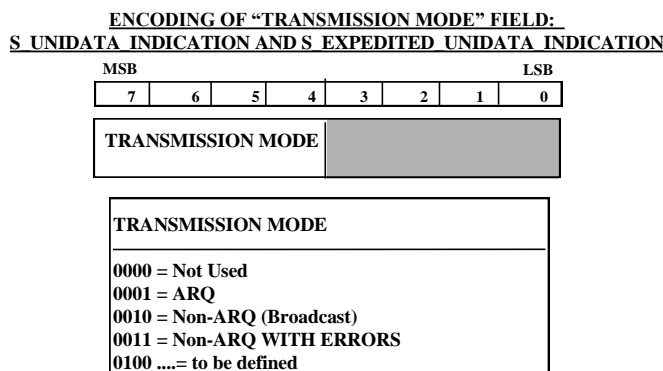 ENCODING OF “TRANSMISSION MODE” FIELD:
S_UNIDATA_INDICATION AND S_EXPEDITED_UNIDATA_INDICATION
MSB LSB
7 6 5 4 3 2 1 0
TRANSMISSION MODE
TRANSMISSION MODE
0000 = Not Used
0001 = ARQ
0010 = Non-ARQ (Broadcast)
0011 = Non-ARQ WITH ERRORS
0100 ....= to be defined